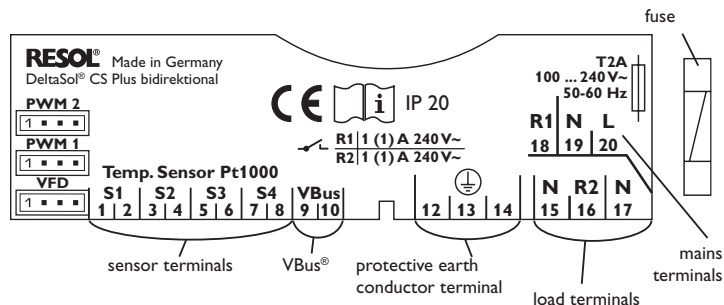 fuse
RESOL® Made in Germany
DeltaSol® CS Plus bidirektional
T2A
100 ... 240 V~
50-60 Hz
PWM 2
1
CE i IP 20
R1 1 (1) A 240 V~
R2 1 (1) A 240 V~
R1 N L
18 19 20
PWM 1
1
Temp. Sensor Pt1000
VFD
1
S1 S2 S3 S4 VBus
1 2 3 4 5 6 7 8 9 10
12 13 14
N R2 N
15 16 17
sensor terminals
VBus®
protective earth
conductor terminal
load terminals
mains
terminals